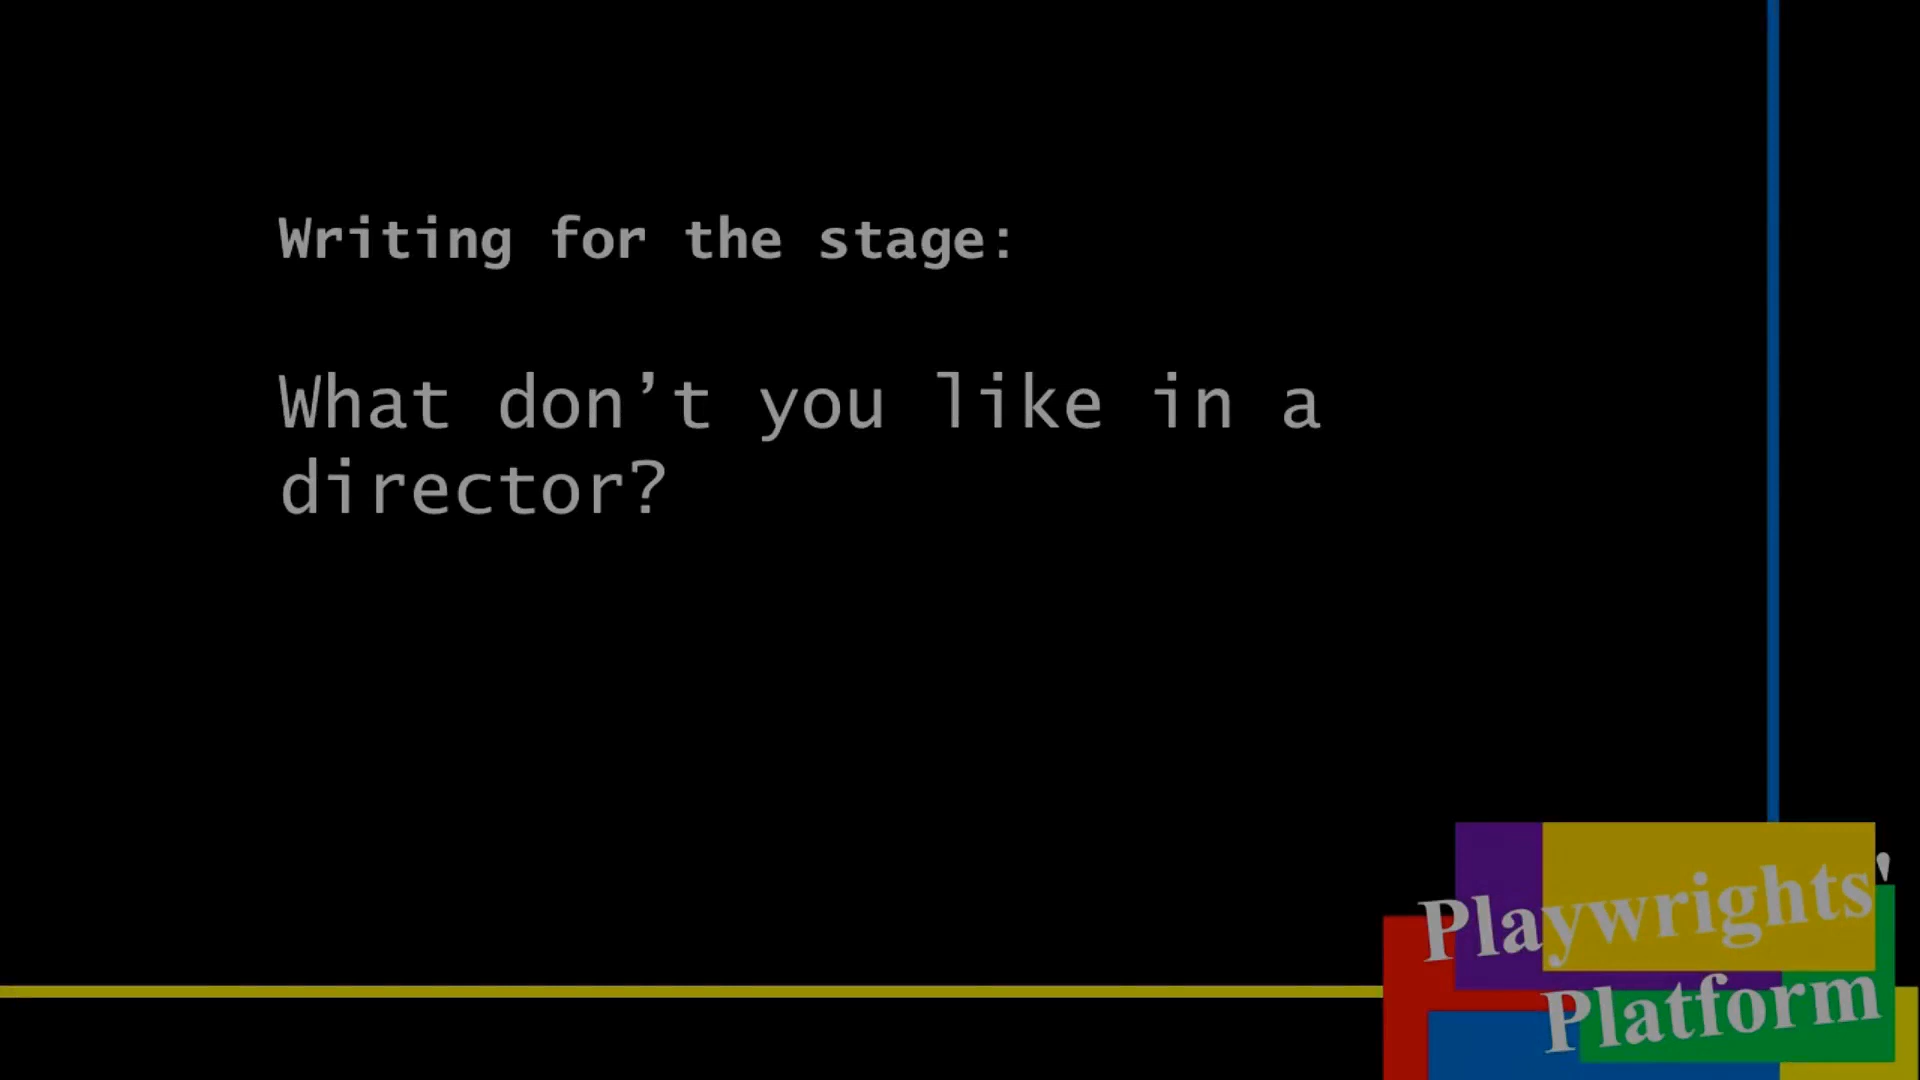 Writing for the stage:
What don’t you like in a
director?
Playwrights'
Platform